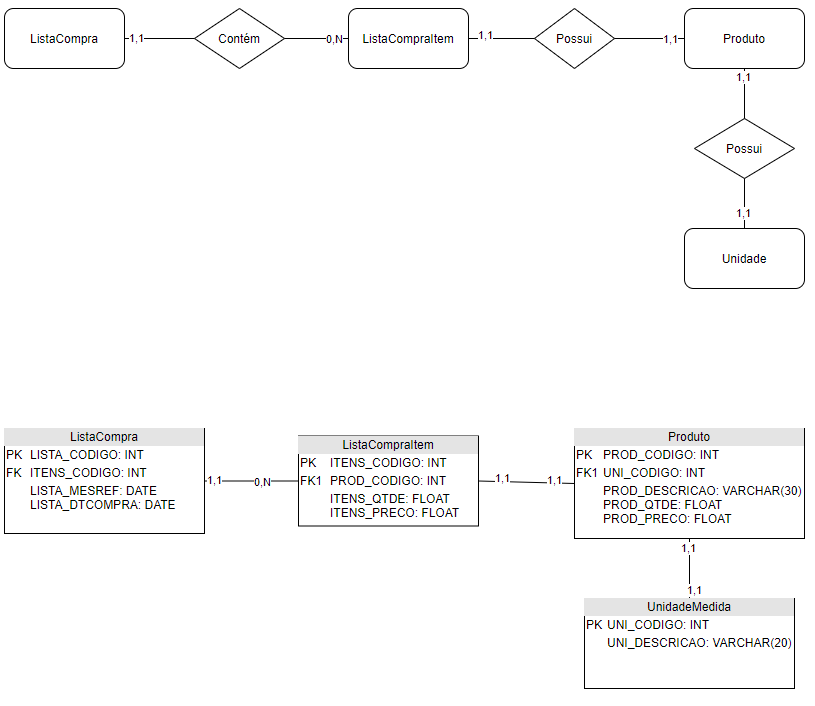 ListaCompra
1,1
Contém
0,N
ListaCompraItem
1,1
Possui
1,1
Produto
1,1
Possui
1,1
Unidade
ListaCompra
PK LISTA_CODIGO: INT
FK ITENS_CODIGO: INT
LISTA_MESREF: DATE
LISTA_DTCOMPRA: DATE
1,1
0,N
ListaCompraItem
PK ITENS_CODIGO: INT
FK1 PROD_CODIGO: INT
ITENS_QTDE: FLOAT
ITENS_PRECO: FLOAT
1,1
1,1
Produto
PK PROD_CODIGO: INT
FK1 UNI_CODIGO: INT
PROD_DESCRICAO: VARCHAR(30)
PROD_QTDE: FLOAT
PROD_PRECO: FLOAT
1,1
1,1
UnidadeMedida
PK UNI_CODIGO: INT
UNI_DESCRICAO: VARCHAR(20)